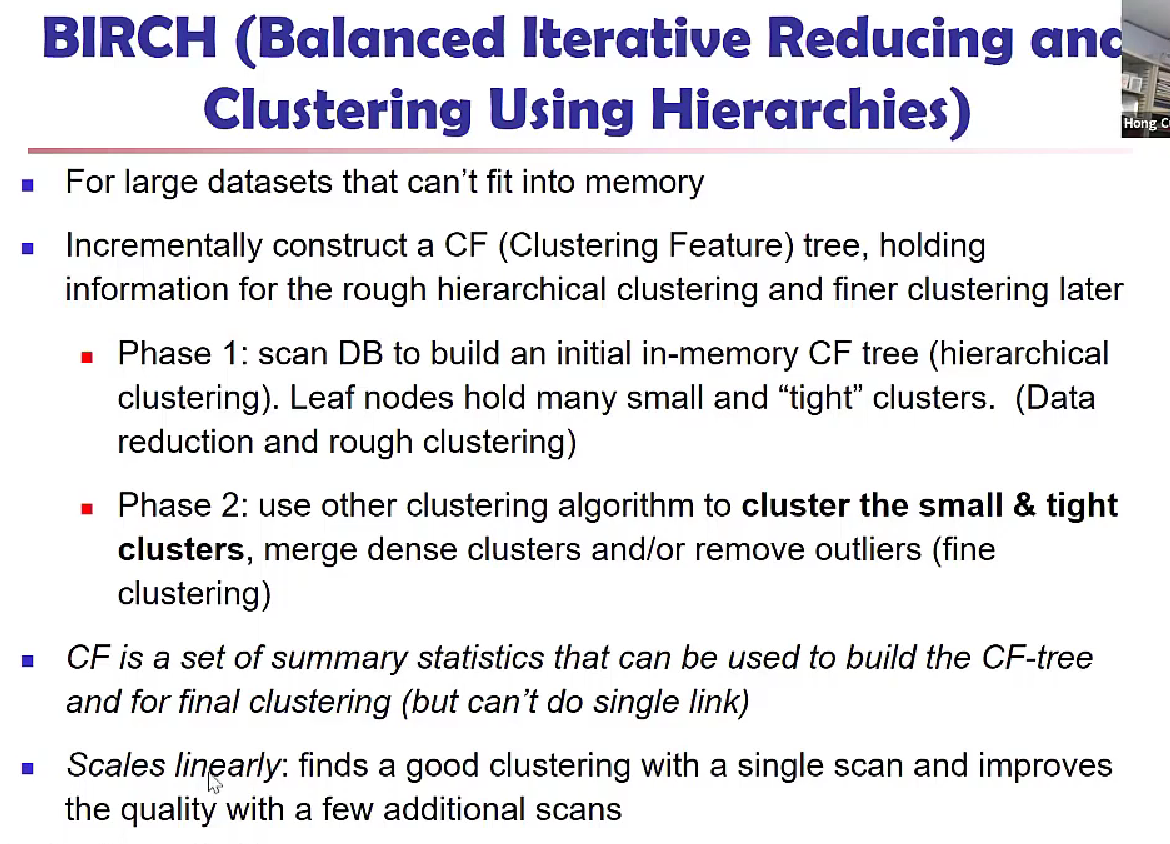 BIRCH (Balanced Iterative Reducing and
Clustering Using Hierarchies)
Hong
For large datasets that can't fit into memory
Incrementally construct a CF (Clustering Feature) tree, holding
information for the rough hierarchical clustering and finer clustering later
Phase 1: scan DB to build an initial in-memory CF tree (hierarchical
clustering). Leaf nodes hold many small and “tight” clusters. (Data
reduction and rough clustering)
Phase 2: use other clustering algorithm to cluster the small & tight
clusters, merge dense clusters and/or remove outliers (fine
clustering)
CF is a set of summary statistics that can be used to build the CF-tree
and for final clustering (but can't do single link)
Scales linearly: finds a good clustering with a single scan and improves
the quality with a few additional scans